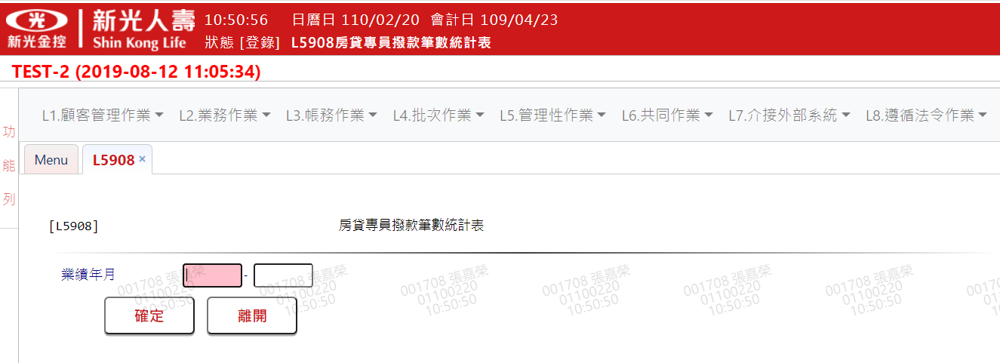 新光金控
新光人壽
Shin Kong Life
10:50:56 日曆日 110/02/20 會計日 109/04/23
狀態 [登錄] L5908房貸專員撥款筆數統計表
TEST-2 (2019-08-12 11:05:34)
功能列
L1.顧客管理作業 L2.業務作業 L3.帳務作業 L4.批次作業 L5.管理性作業 L6.共同作業 L7.介接外部系統 L8.遵循法令作業
Menu L5908 ×
[L5908] 房貸專員撥款筆數統計表
業績年月 -
確定 離開
001708 張嘉榮
01100220
10:50:50
001708 張嘉榮
01100220
10:50:50
001708 張嘉榮
01100220
10:50:50
001708 張嘉榮
01100220
10:50:50
001708 張嘉榮
01100220
10:50:50
001708 張嘉榮
01100220
10:50:50